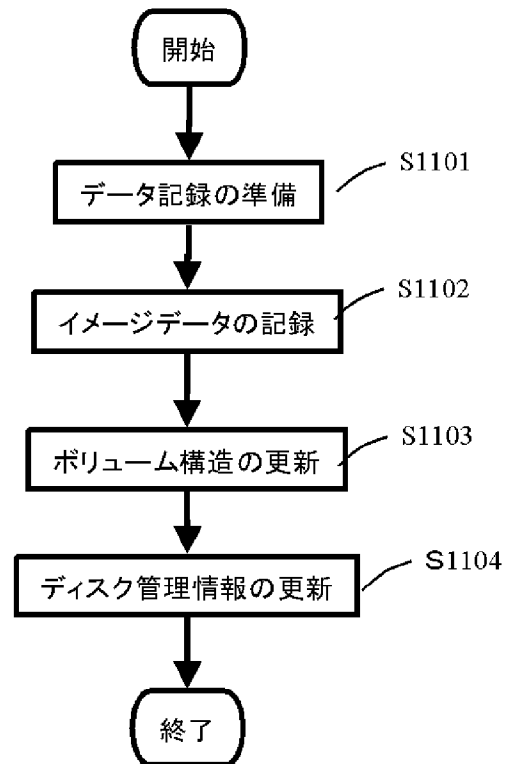 開始
データ記録の準備
S1101
イメージデータの記録
S1102
ボリューム構造の更新
S1103
ディスク管理情報の更新
S1104
終了